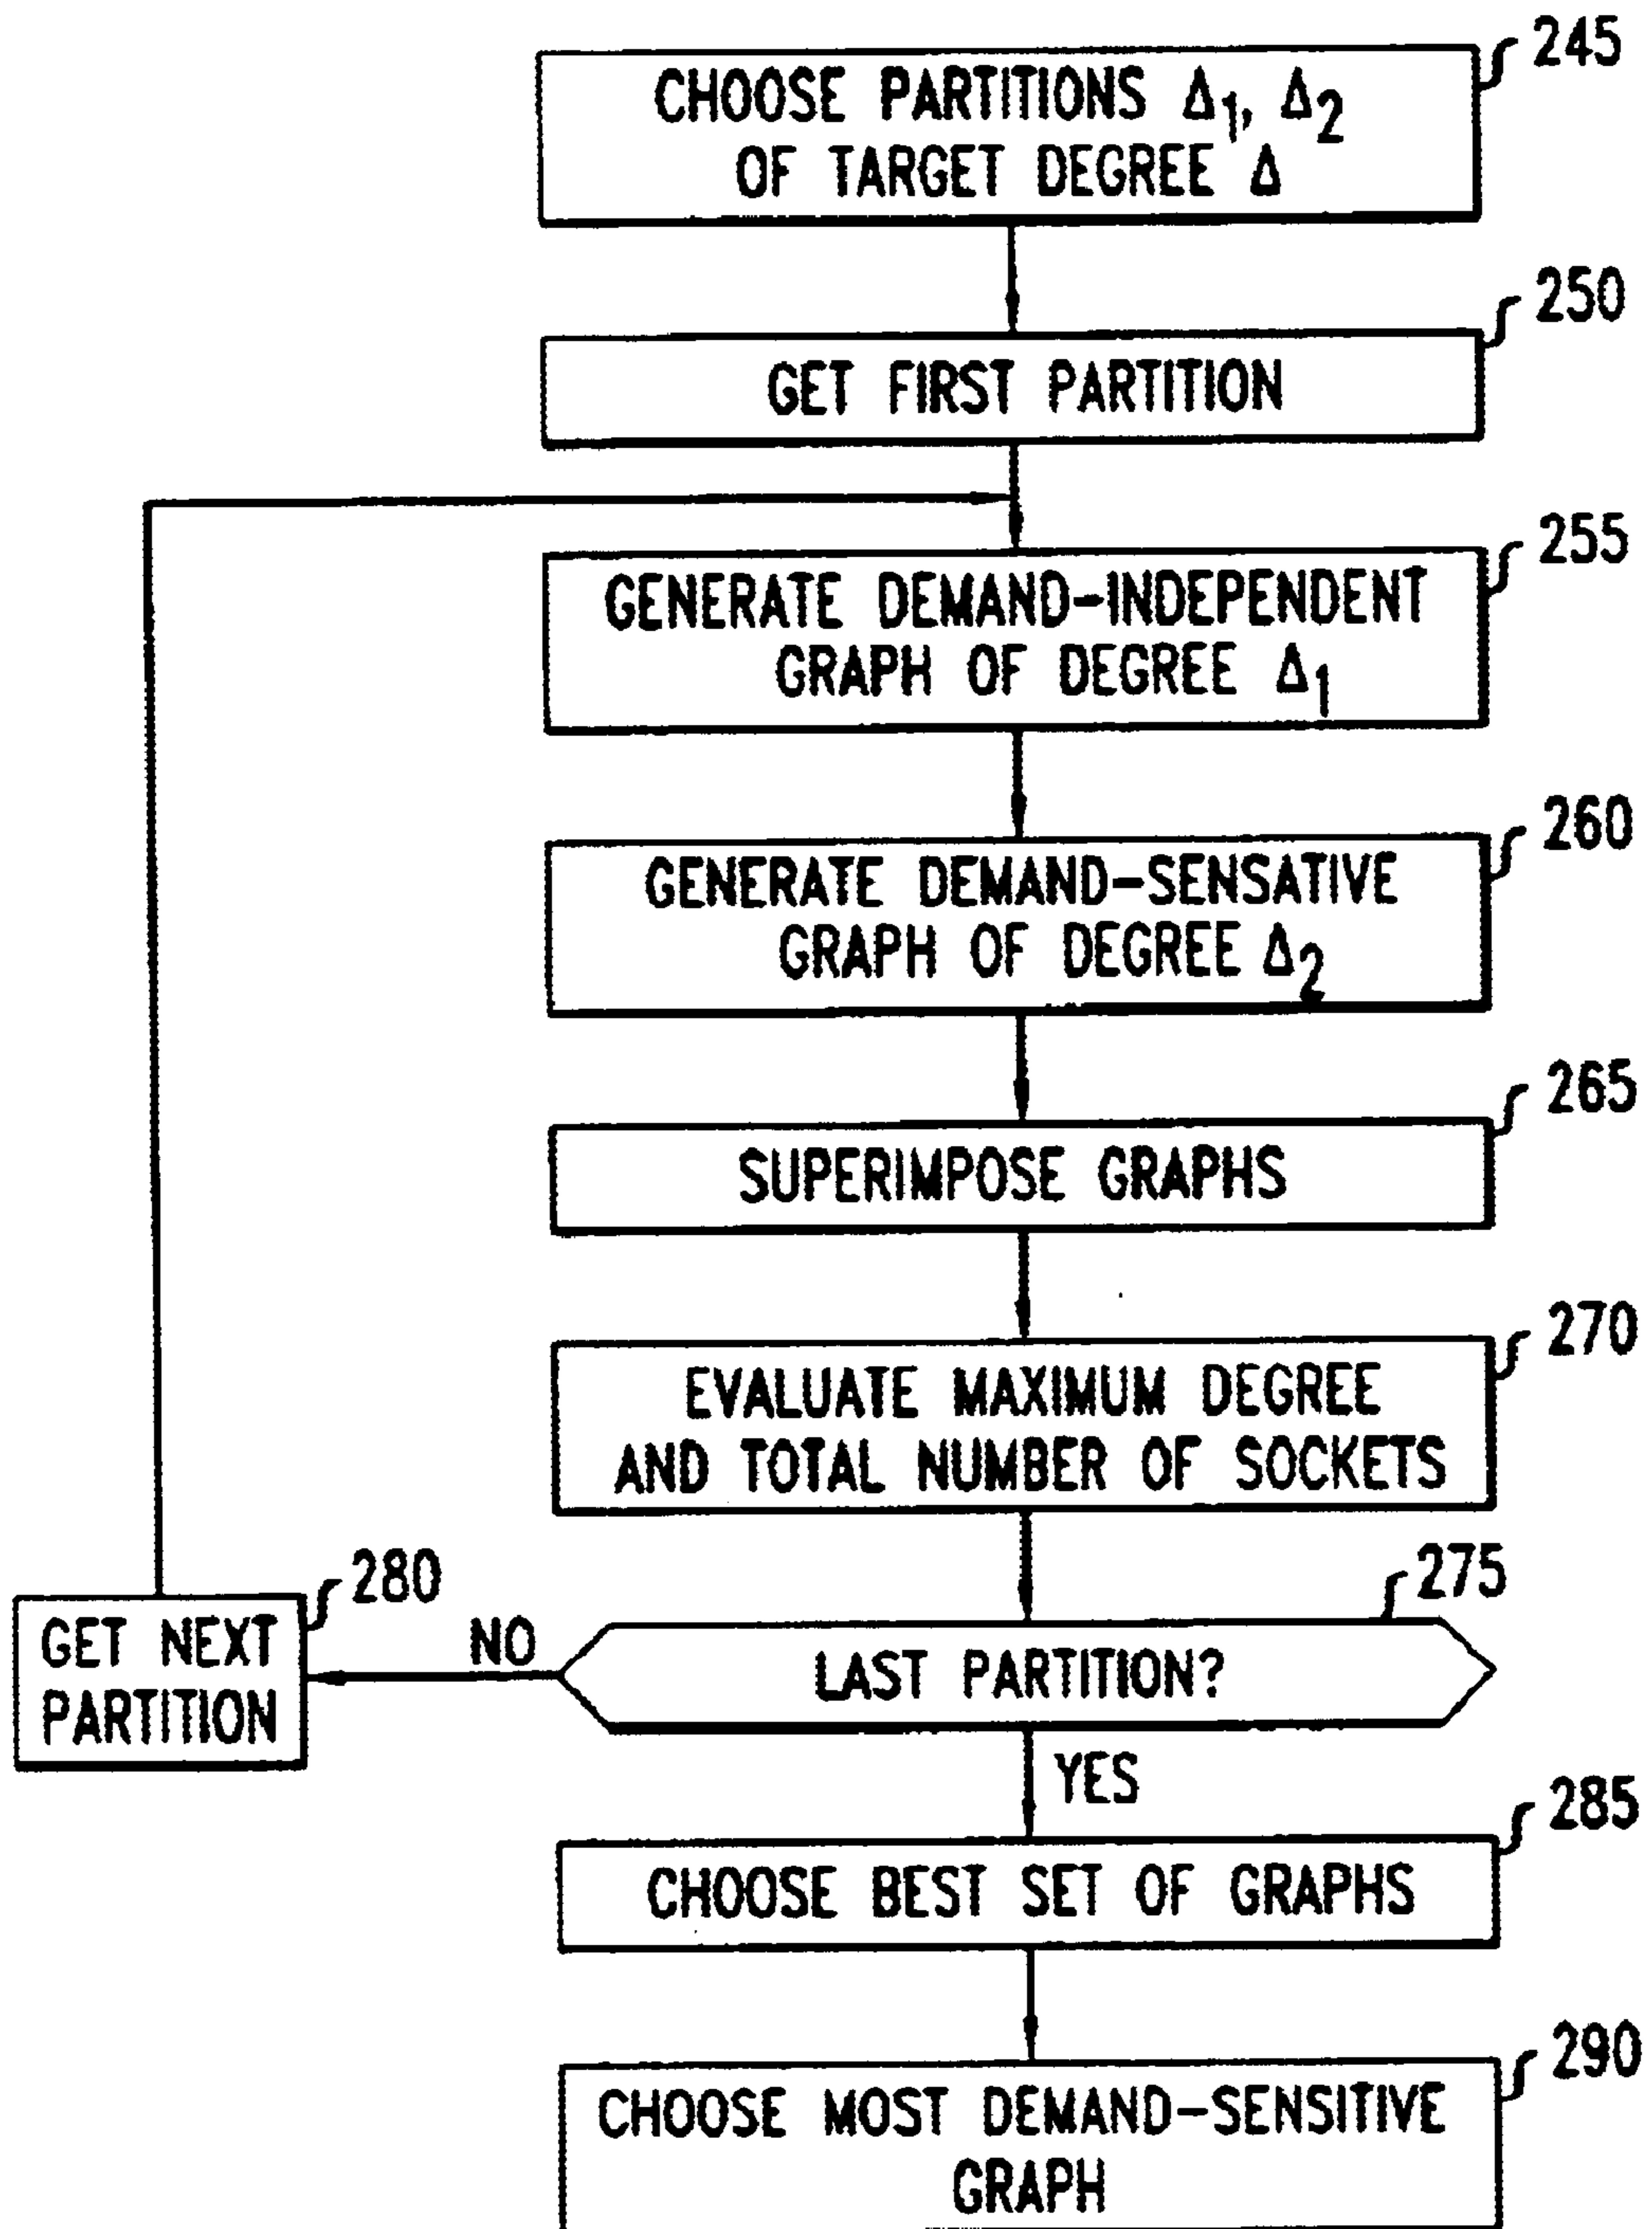 245
CHOOSE PARTITIONS Δ1, Δ2
OF TARGET DEGREE Δ
250
GET FIRST PARTITION
255
GENERATE DEMAND-INDEPENDENT
GRAPH OF DEGREE Δ1
260
GENERATE DEMAND-SENSATIVE
GRAPH OF DEGREE Δ2
265
SUPERIMPOSE GRAPHS
270
EVALUATE MAXIMUM DEGREE
AND TOTAL NUMBER OF SOCKETS
275
LAST PARTITION?
NO
280
GET NEXT
PARTITION
YES
285
CHOOSE BEST SET OF GRAPHS
290
CHOOSE MOST DEMAND-SENSITIVE
GRAPH